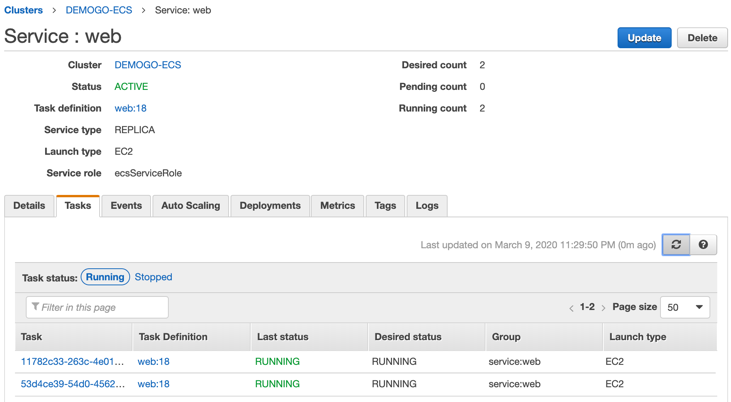 Clusters > DEMOGO-ECS > Service: web
Service : web
Update Delete
Cluster DEMOGO-ECS Desired count 2
Status ACTIVE Pending count 0
Task definition web:18 Running count 2
Service type REPLICA
Launch type EC2
Service role ecsServiceRole
Details Tasks Events Auto Scaling Deployments Metrics Tags Logs
Last updated on March 9, 2020 11:29:50 PM (0m ago)
Task status: Running Stopped
Filter in this page < 1-2 > Page size 50
Task Task Definition Last status Desired status Group Launch type
11782c33-263c-4e01... web:18 RUNNING RUNNING service:web EC2
53d4ce39-54d0-4562... web:18 RUNNING RUNNING service:web EC2